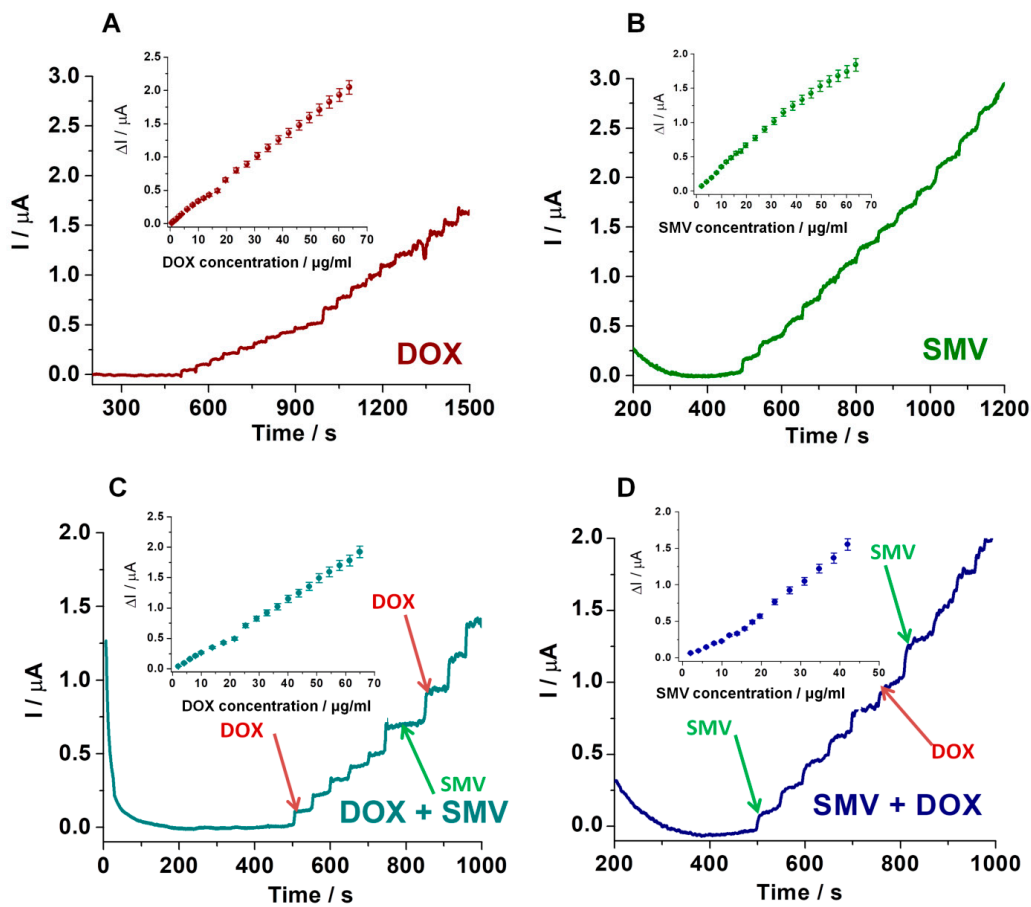 A
3.0
2.5
2.0
1.5
1.0
0.5
0.0
I / µA
300 600 900 1200 1500
Time / s
DOX
2.5
2.0
1.5
1.0
0.5
0.0
ΔI / µA
0 10 20 30 40 50 60 70
DOX concentration / µg/ml
B
3.0
2.5
2.0
1.5
1.0
0.5
0.0
I / µA
200 400 600 800 1000 1200
Time / s
SMV
2.0
1.5
1.0
0.5
0.0
ΔI / µA
0 10 20 30 40 50 60 70
SMV concentration / µg/ml
C
2.0
1.5
1.0
0.5
0.0
I / µA
0 200 400 600 800 1000
Time / s
DOX
DOX
SMV
DOX + SMV
2.5
2.0
1.5
1.0
0.5
0.0
ΔI / µA
0 10 20 30 40 50 60 70
DOX concentration / µg/ml
D
2.0
1.5
1.0
0.5
0.0
I / µA
200 400 600 800 1000
Time / s
SMV
SMV
DOX
SMV + DOX
2.0
1.5
1.0
0.5
0.0
ΔI / µA
0 10 20 30 40 50
SMV concentration / µg/ml